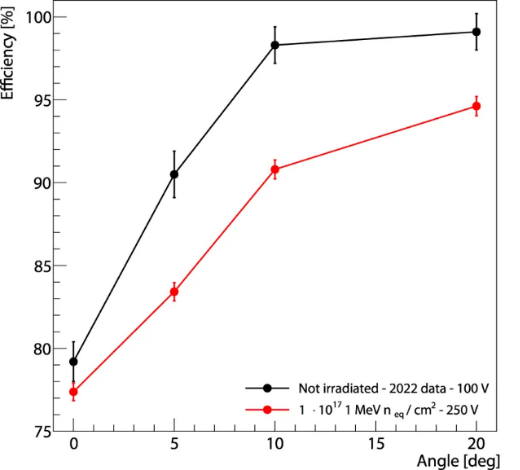 Efficiency [%]
100
95
90
85
80
75
0 5 10 15 20
Angle [deg]
Not irradiated - 2022 data - 100 V
1 · 10¹⁷ 1 MeV n eq / cm² - 250 V